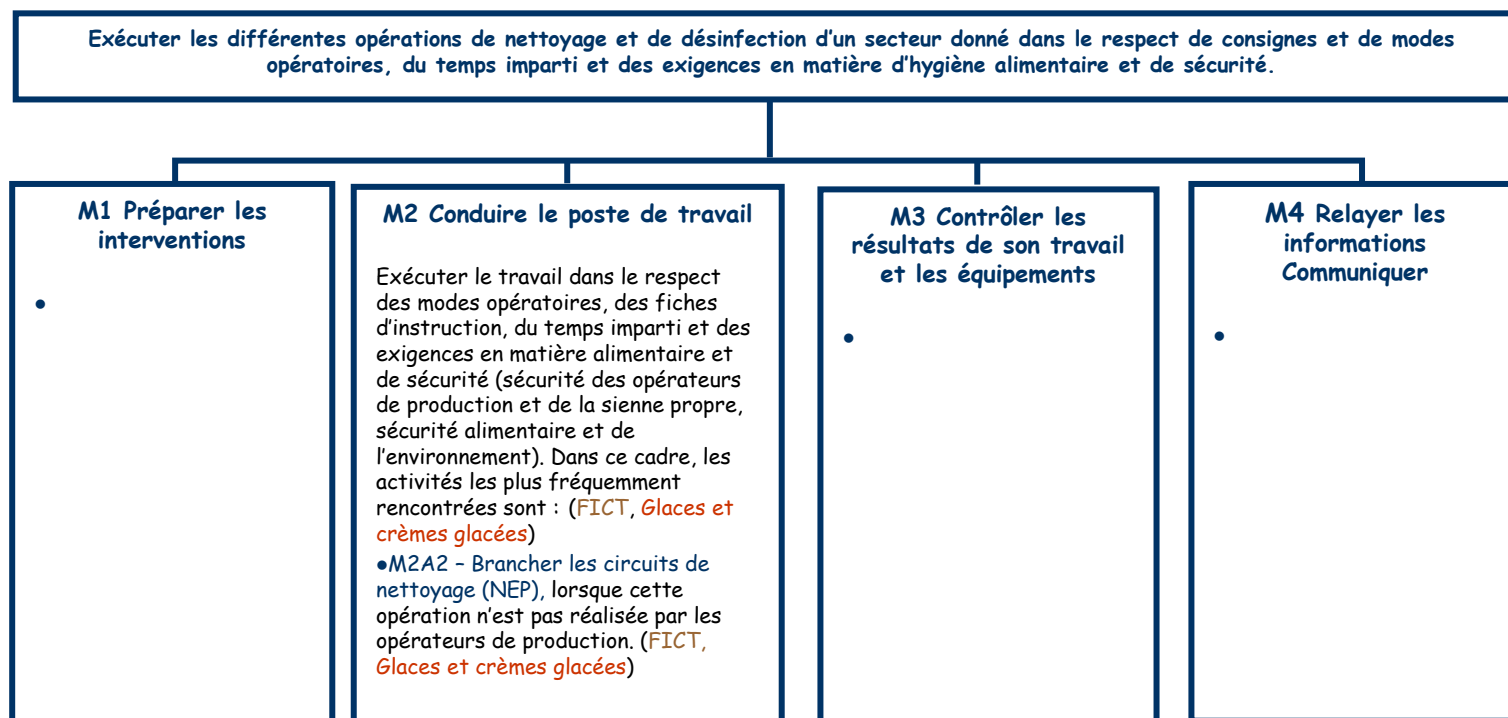 Exécuter les différentes opérations de nettoyage et de désinfection d’un secteur donné dans le respect de consignes et de modes
opératoires, du temps imparti et des exigences en matière d’hygiène alimentaire et de sécurité.
M1 Préparer les
interventions
•
M2 Conduire le poste de travail
Exécuter le travail dans le respect
des modes opératoires, des fiches
d’instruction, du temps imparti et des
exigences en matière alimentaire et
de sécurité (sécurité des opérateurs
de production et de la sienne propre,
sécurité alimentaire et de
l’environnement). Dans ce cadre, les
activités les plus fréquemment
rencontrées sont : (FICT, Glaces et
crèmes glacées)
•M2A2 – Brancher les circuits de
nettoyage (NEP), lorsque cette
opération n’est pas réalisée par les
opérateurs de production. (FICT,
Glaces et crèmes glacées)
M3 Contrôler les
résultats de son travail
et les équipements
•
M4 Relayer les
informations
Communiquer
•